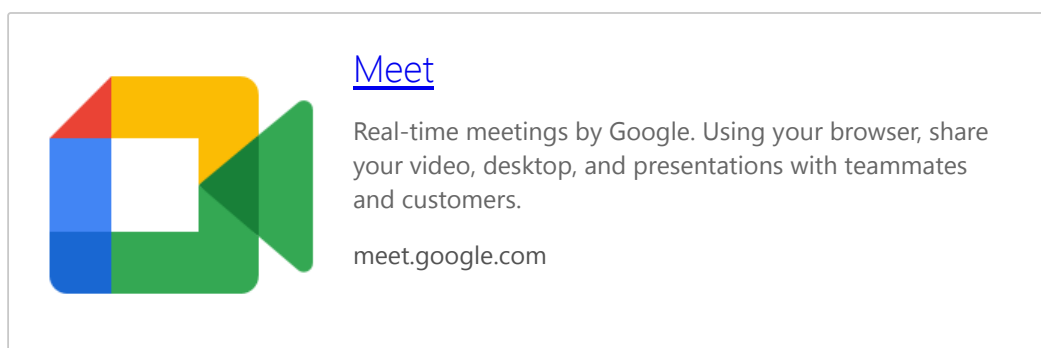 Meet
Real-time meetings by Google. Using your browser, share
your video, desktop, and presentations with teammates
and customers.
meet.google.com